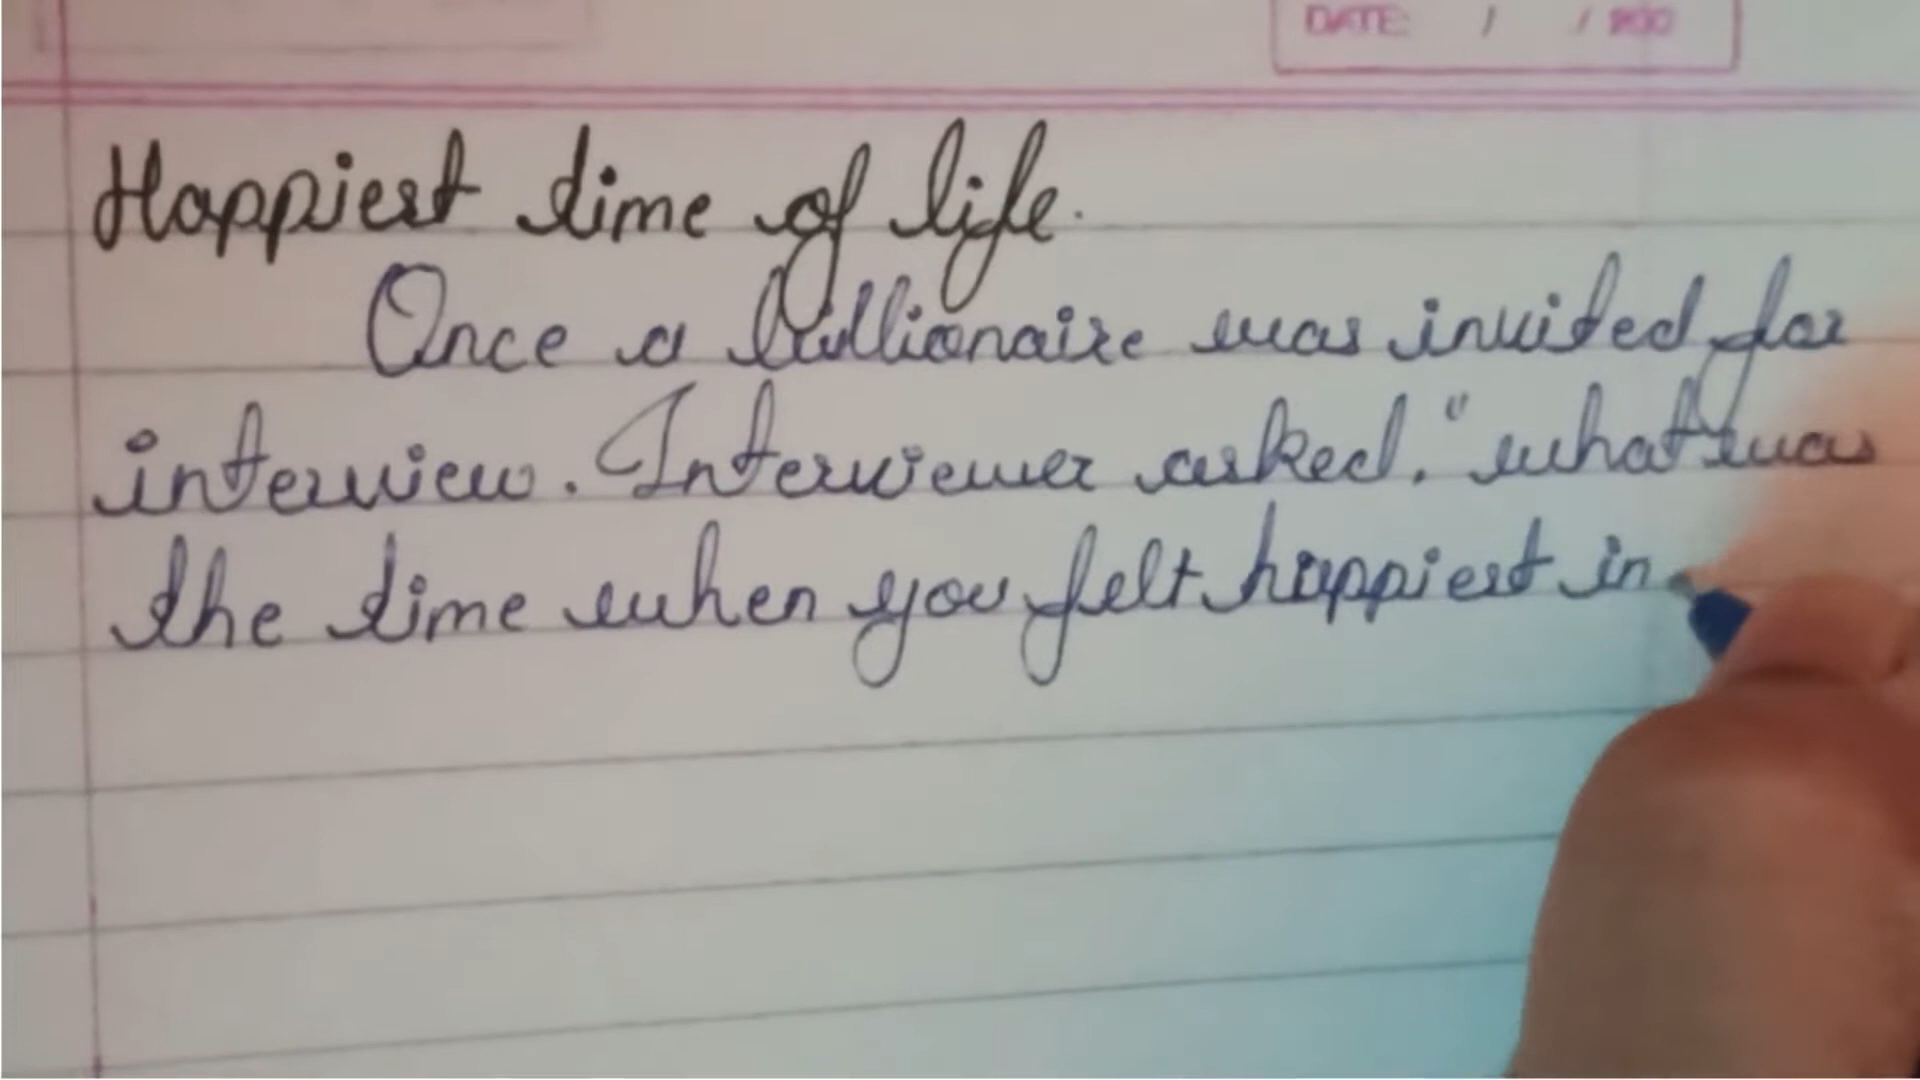 DATE: / / 200
Happiest time of life.
Once a billionaire was invited for
interview. Interviewer asked, "what was
the time when you felt happiest in